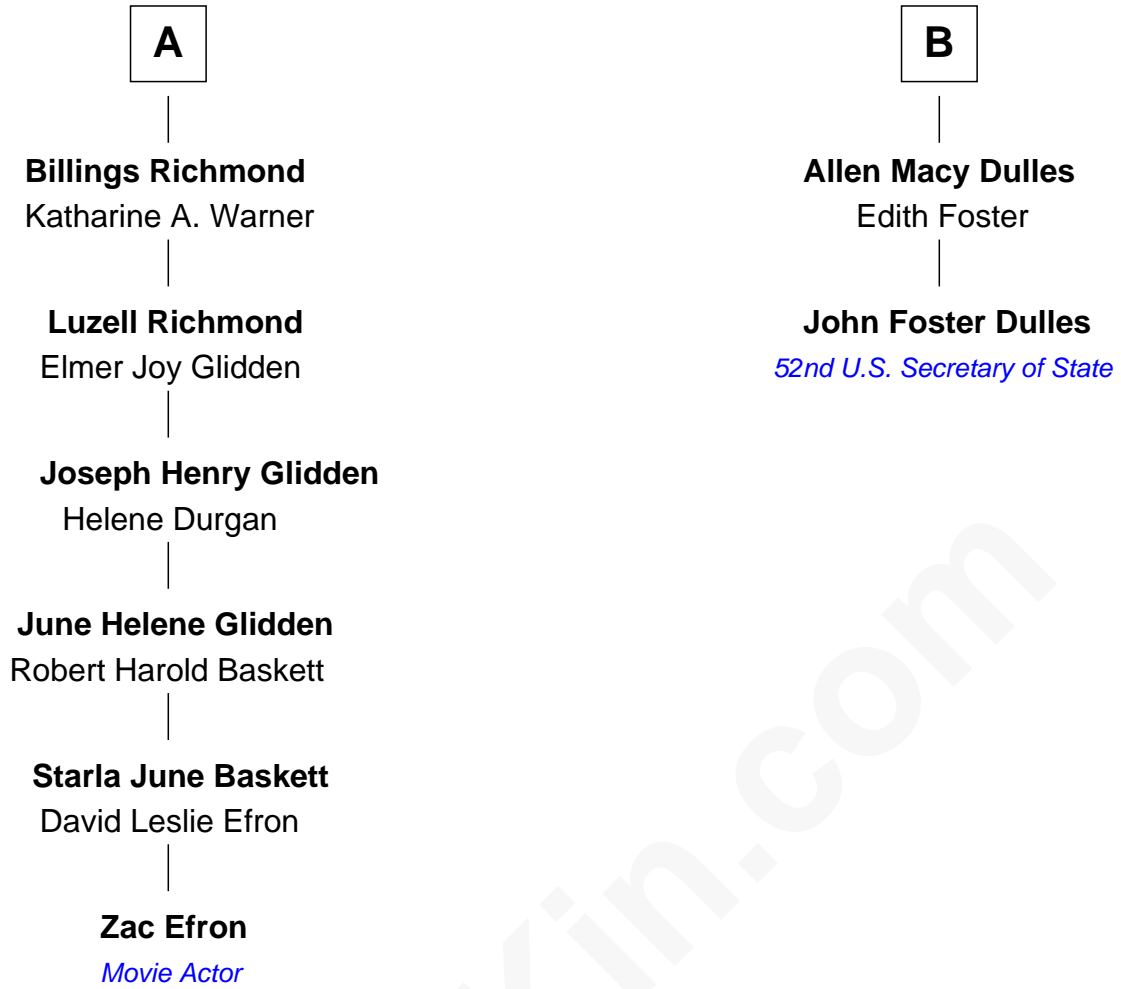 A
Billings Richmond
Katharine A. Warner
Luzell Richmond
Elmer Joy Glidden
Joseph Henry Glidden
Helene Durgan
June Helene Glidden
Robert Harold Baskett
Starla June Baskett
David Leslie Efron
Zac Efron
Movie Actor
B
Allen Macy Dulles
Edith Foster
John Foster Dulles
52nd U.S. Secretary of State
Kin.com